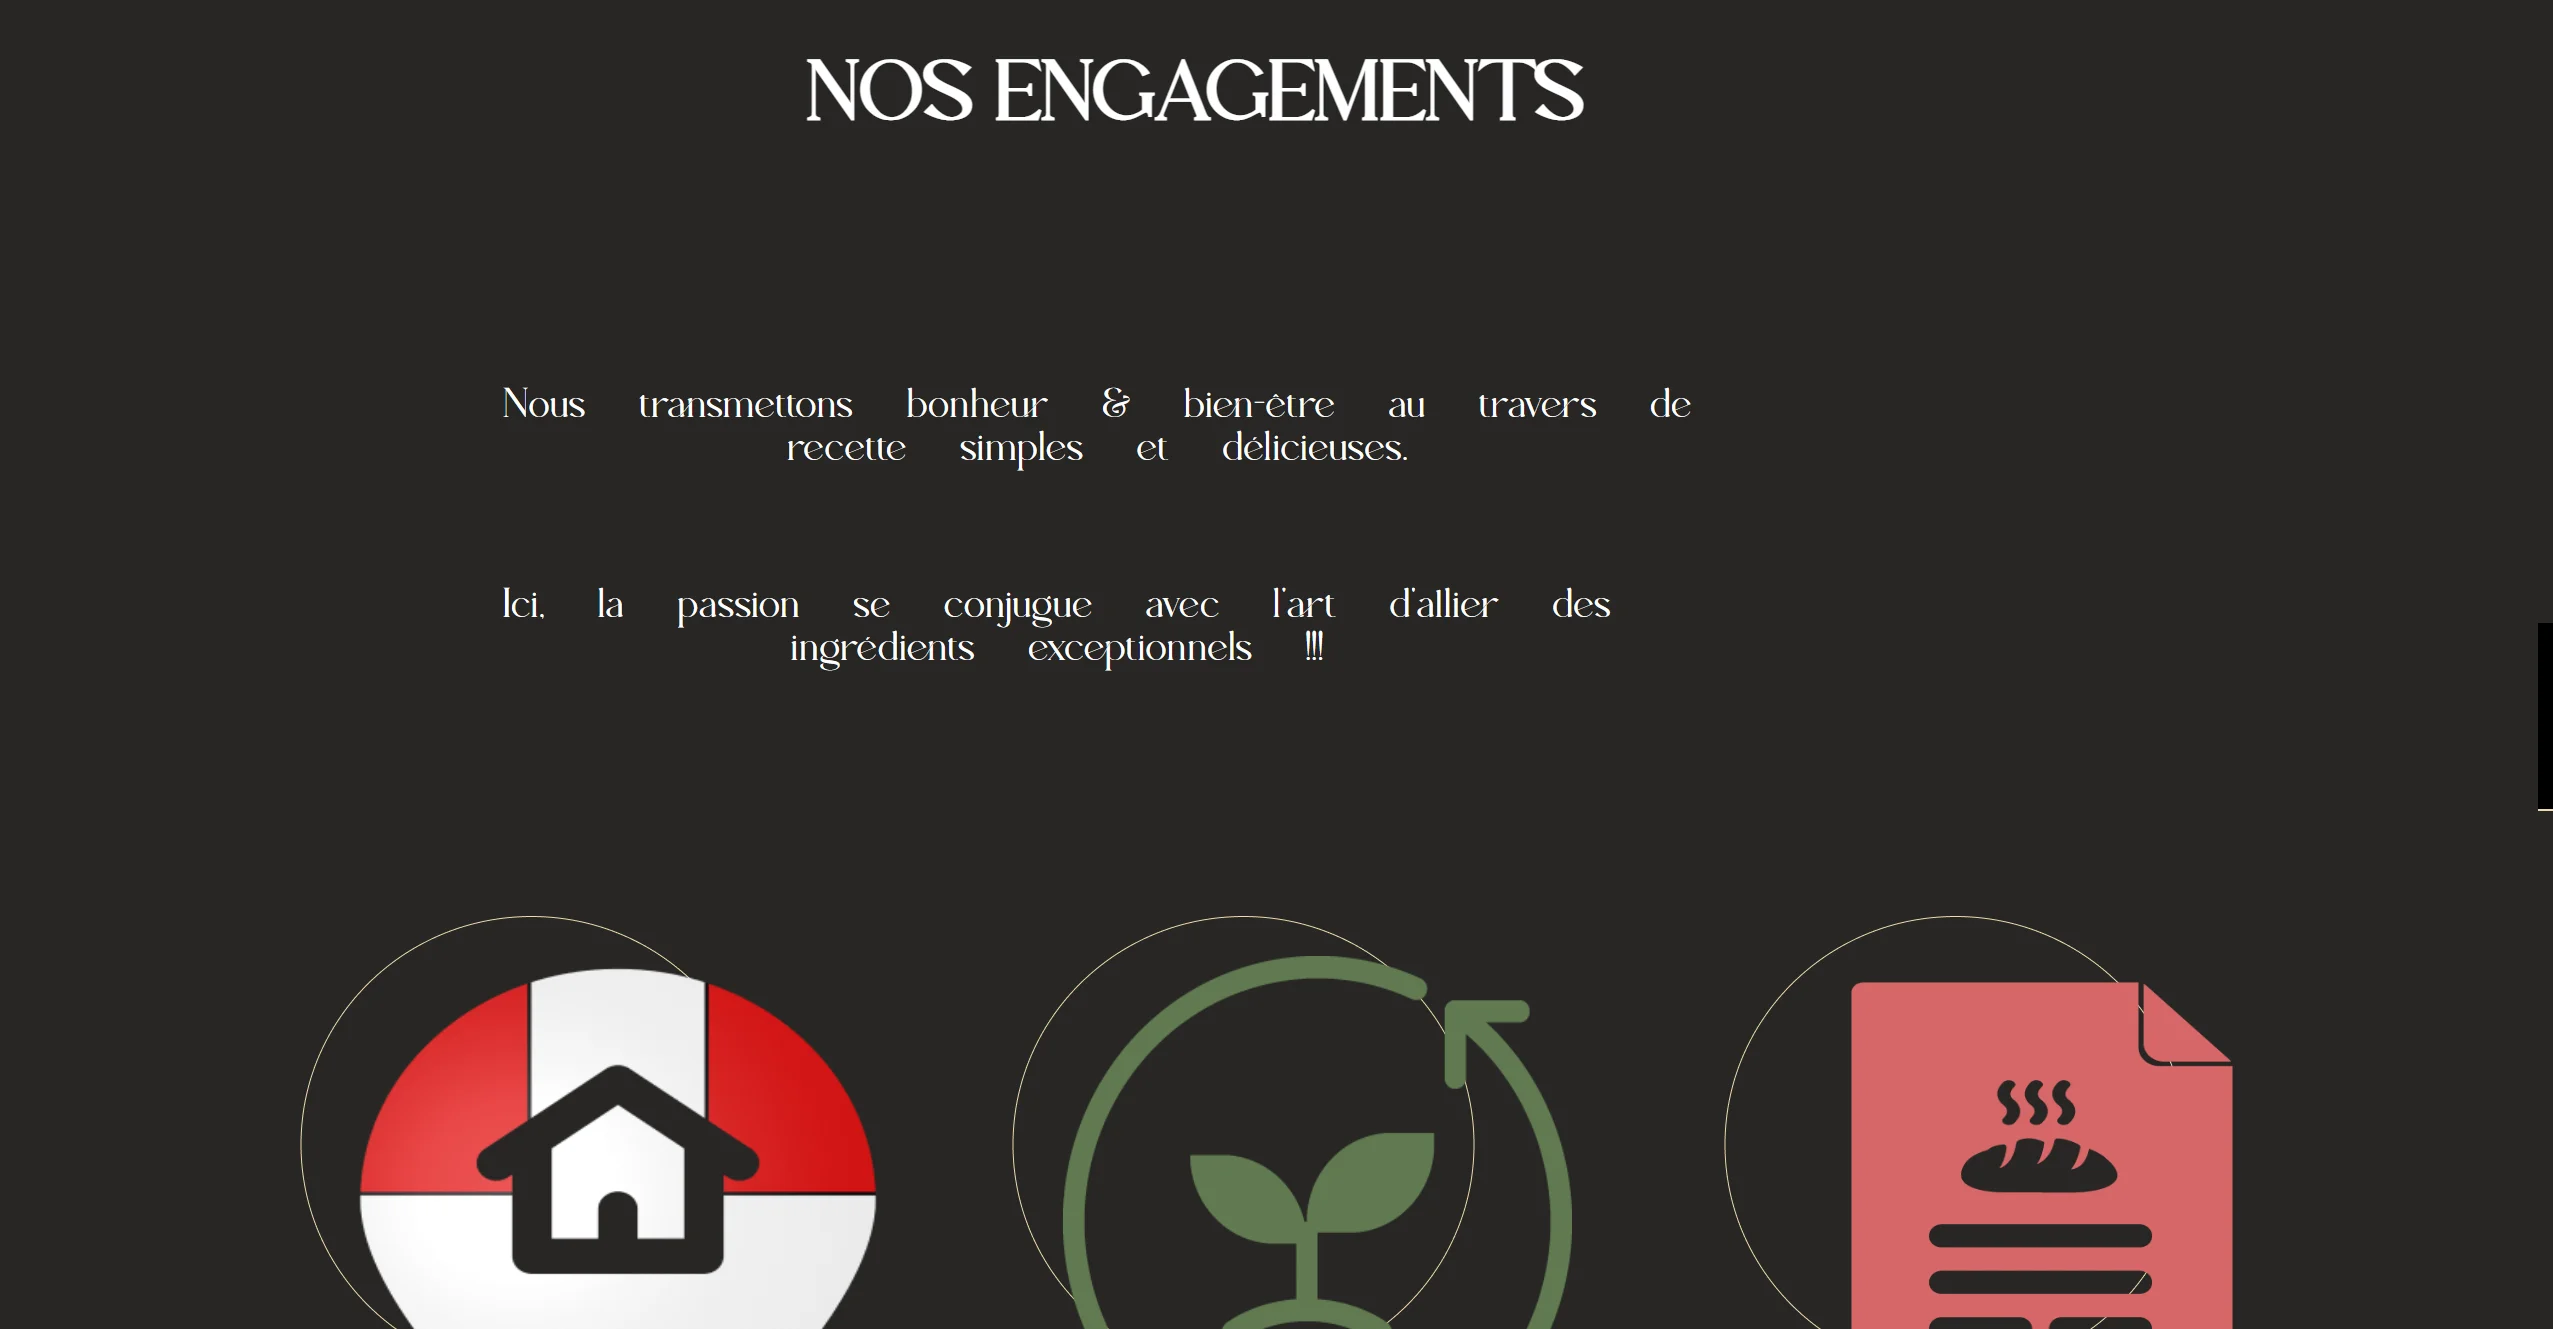 NOS ENGAGEMENTS
Nous transmettons bonheur & bien-être au travers de
recette simples et délicieuses.
Ici, la passion se conjugue avec l'art d'allier des
ingrédients exceptionnels !!!